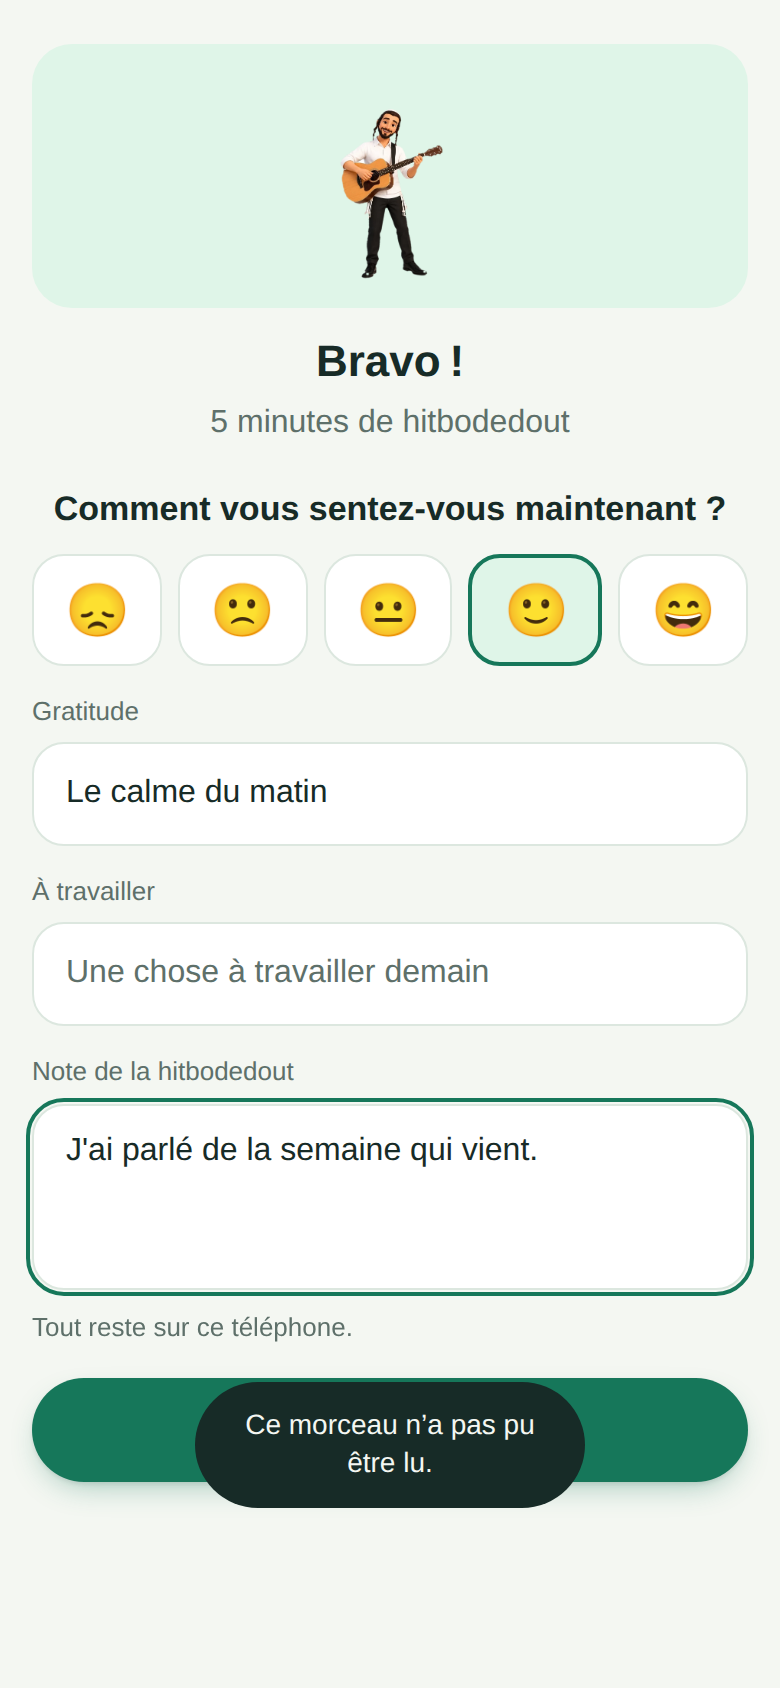 Bravo !
5 minutes de hitbodedout
Comment vous sentez-vous maintenant ?
Gratitude
Le calme du matin
À travailler
Une chose à travailler demain
Note de la hitbodedout
J'ai parlé de la semaine qui vient.
Tout reste sur ce téléphone.
Ce morceau n’a pas pu
être lu.